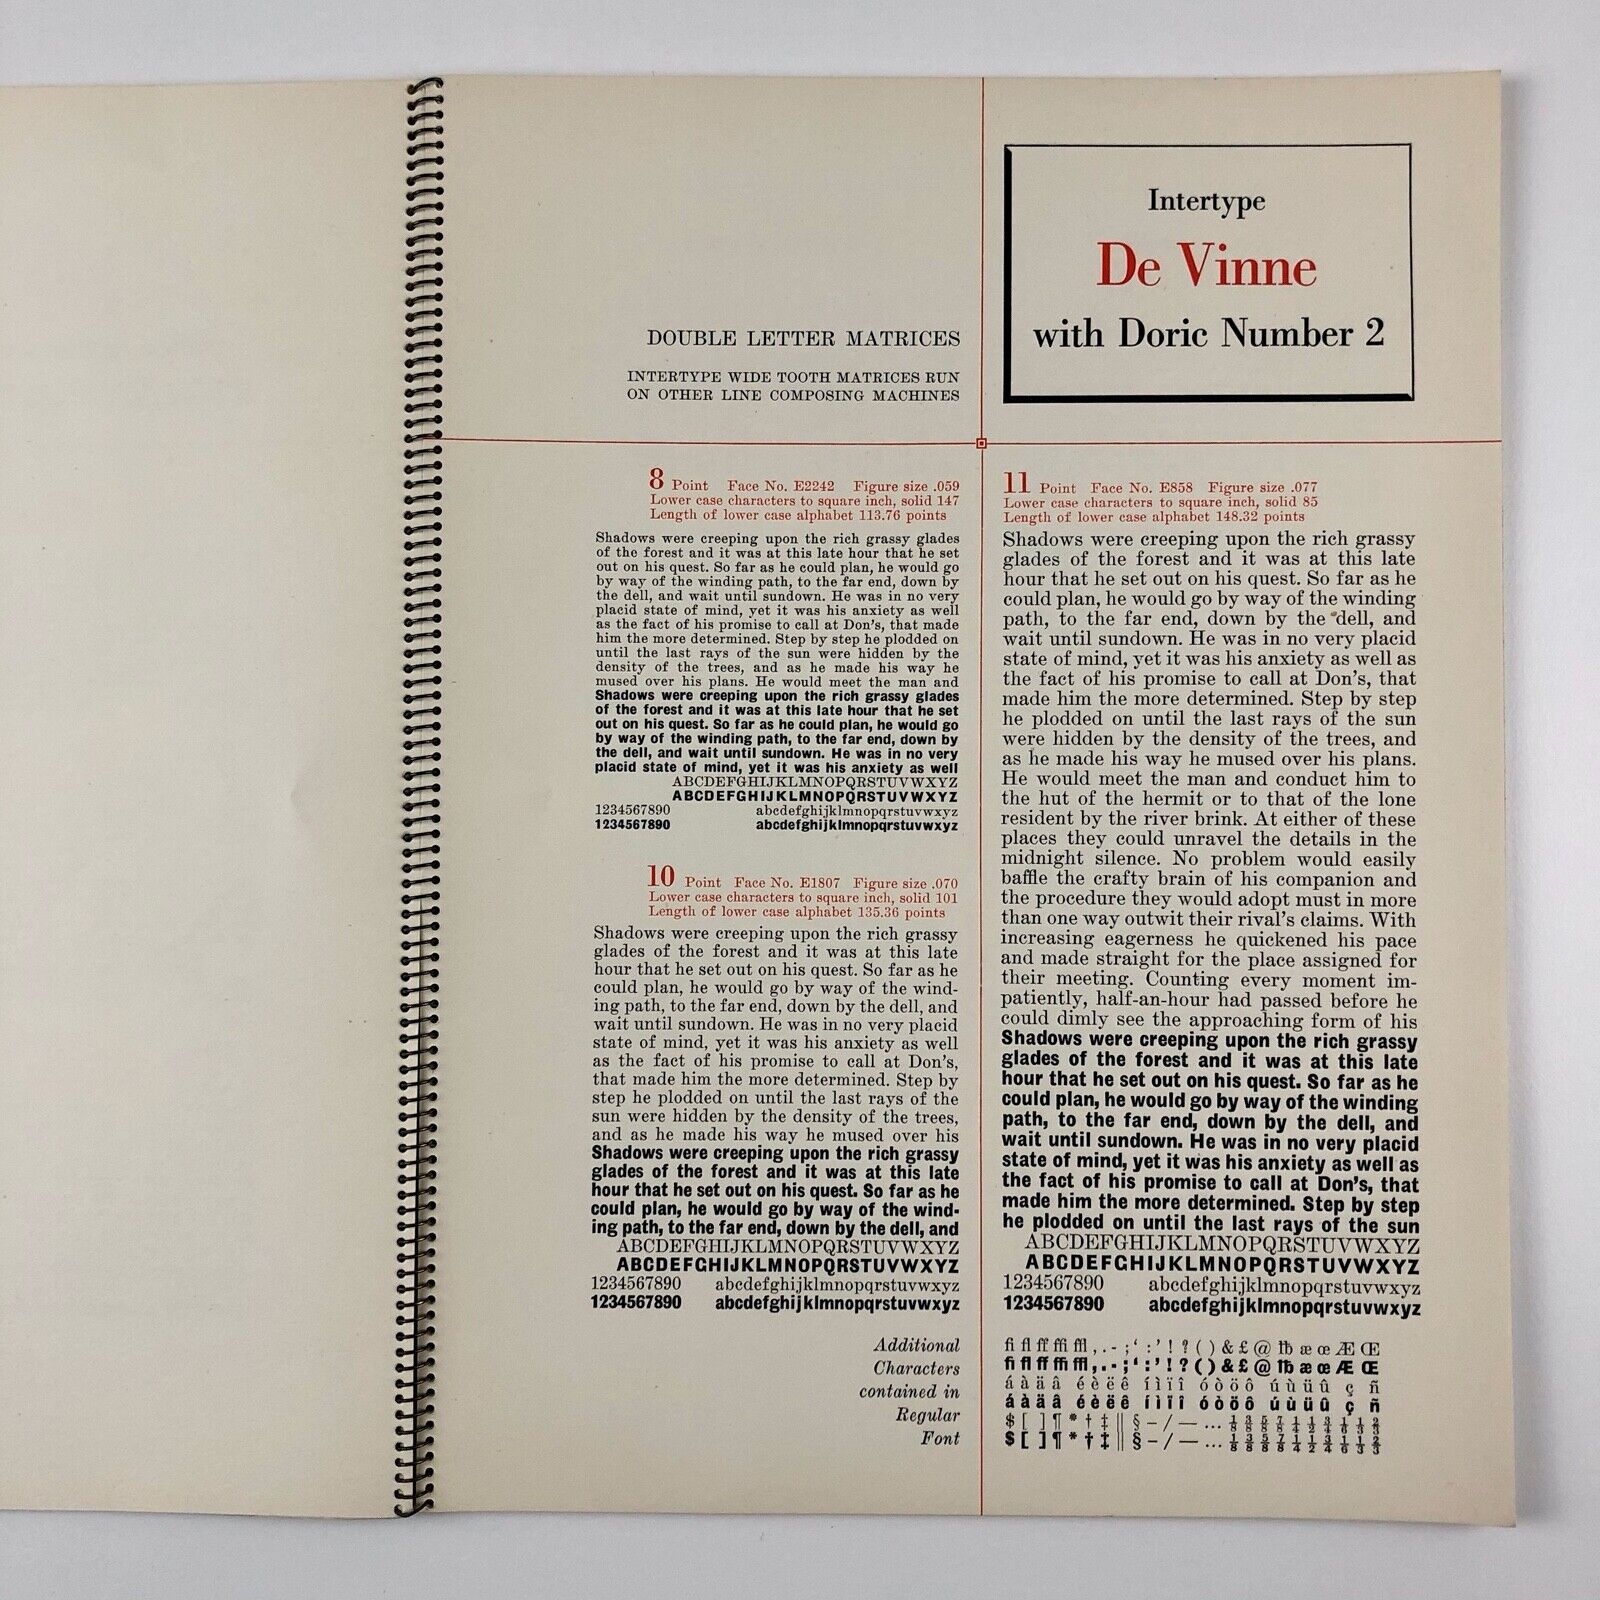 Intertype
De Vinne
with Doric Number 2
DOUBLE LETTER MATRICES
INTERTYPE WIDE TOOTH MATRICES RUN
ON OTHER LINE COMPOSING MACHINES
8 Point Face No. E2242 Figure size .059
Lower case characters to square inch, solid 147
Length of lower case alphabet 113.76 points
Shadows were creeping upon the rich grassy glades
of the forest and it was at this late hour that he set
out on his quest. So far as he could plan, he would go
by way of the winding path, to the far end, down by
the dell, and wait until sundown. He was in no very
placid state of mind, yet it was his anxiety as well
as the fact of his promise to call at Don's, that made
him the more determined. Step by step he plodded on
until the last rays of the sun were hidden by the
density of the trees, and as he made his way he
mused over his plans. He would meet the man and
Shadows were creeping upon the rich grassy glades
of the forest and it was at this late hour that he set
out on his quest. So far as he could plan, he would go
by way of the winding path, to the far end, down by
the dell, and wait until sundown. He was in no very
placid state of mind, yet it was his anxiety as well
ABCDEFGHIJKLMNOPQRSTUVWXYZ
ABCDEFGHIJKLMNOPQRSTUVWXYZ
1234567890 abcdefghijklmnopqrstuvwxyz
1234567890 abcdefghijklmnopqrstuvwxyz
10 Point Face No. E1807 Figure size .070
Lower case characters to square inch, solid 101
Length of lower case alphabet 135.36 points
Shadows were creeping upon the rich grassy
glades of the forest and it was at this late
hour that he set out on his quest. So far as he
could plan, he would go by way of the wind-
ing path, to the far end, down by the dell, and
wait until sundown. He was in no very placid
state of mind, yet it was his anxiety as well
as the fact of his promise to call at Don's,
that made him the more determined. Step by
step he plodded on until the last rays of the
sun were hidden by the density of the trees,
and as he made his way he mused over his
Shadows were creeping upon the rich grassy
glades of the forest and it was at this late
hour that he set out on his quest. So far as he
could plan, he would go by way of the wind-
ing path, to the far end, down by the dell, and
ABCDEFGHIJKLMNOPQRSTUVWXYZ
ABCDEFGHIJKLMNOPQRSTUVWXYZ
1234567890 abcdefghijklmnopqrstuvwxyz
1234567890 abcdefghijklmnopqrstuvwxyz
11 Point Face No. E858 Figure size .077
Lower case characters to square inch, solid 85
Length of lower case alphabet 148.32 points
Shadows were creeping upon the rich grassy
glades of the forest and it was at this late
hour that he set out on his quest. So far as he
could plan, he would go by way of the winding
path, to the far end, down by the dell, and
wait until sundown. He was in no very placid
state of mind, yet it was his anxiety as well as
the fact of his promise to call at Don's, that
made him the more determined. Step by step
he plodded on until the last rays of the sun
were hidden by the density of the trees, and
as he made his way he mused over his plans.
He would meet the man and conduct him to
the hut of the hermit or to that of the lone
resident by the river brink. At either of these
places they could unravel the details in the
midnight silence. No problem would easily
baffle the crafty brain of his companion and
the procedure they would adopt must in more
than one way outwit their rival's claims. With
increasing eagerness he quickened his pace
and made straight for the place assigned for
their meeting. Counting every moment im-
patiently, half-an-hour had passed before he
could dimly see the approaching form of his
Shadows were creeping upon the rich grassy
glades of the forest and it was at this late
hour that he set out on his quest. So far as he
could plan, he would go by way of the winding
path, to the far end, down by the dell, and
wait until sundown. He was in no very placid
state of mind, yet it was his anxiety as well as
the fact of his promise to call at Don's, that
made him the more determined. Step by step
he plodded on until the last rays of the sun
ABCDEFGHIJKLMNOPQRSTUVWXYZ
ABCDEFGHIJKLMNOPQRSTUVWXYZ
1234567890 abcdefghijklmnopqrstuvwxyz
1234567890 abcdefghijklmnopqrstuvwxyz
Additional
Characters
contained in
Regular
Font
fi fl ff ffi ffl , . - ; ‘ : ’ ! ? ( ) & £ @ ℔ æ œ Æ Œ
fi fl ff ffi ffl , . - ; ‘ : ’ ! ? ( ) & £ @ ℔ æ œ Æ Œ
á à ä â é è ë ê í ì ï î ó ò ö ô ú ù ü û ç ñ
á à ä â é è ë ê í ì ï î ó ò ö ô ú ù ü û ç ñ
$ [ ] ¶ * † ‡ ‖ § – / — … ⅛ ⅜ ⅝ ⅞ ¼ ½ ¾ ⅙ ⅓ ⅔
$ [ ] ¶ * † ‡ ‖ § – / — … ⅛ ⅜ ⅝ ⅞ ¼ ½ ¾ ⅙ ⅓ ⅔